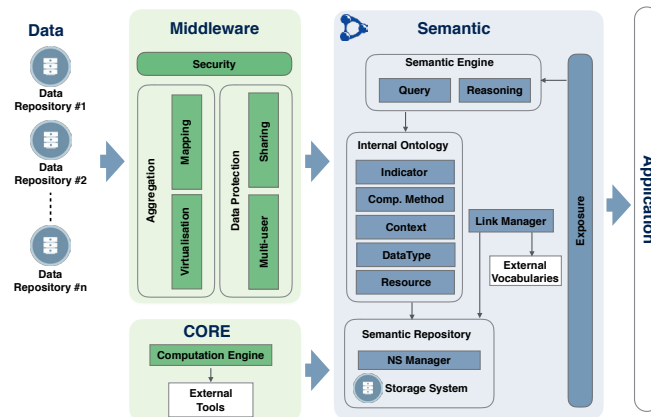 Data
Data
Repository #1
Data
Repository #2
Data
Repository #n
Middleware
Security
Aggregation
Mapping
Virtualisation
Data Protection
Sharing
Multi-user
CORE
Computation Engine
External
Tools
Semantic
Semantic Engine
Query
Reasoning
Internal Ontology
Indicator
Comp. Method
Context
DataType
Resource
Link Manager
External
Vocabularies
Semantic Repository
NS Manager
Storage System
Exposure
Application